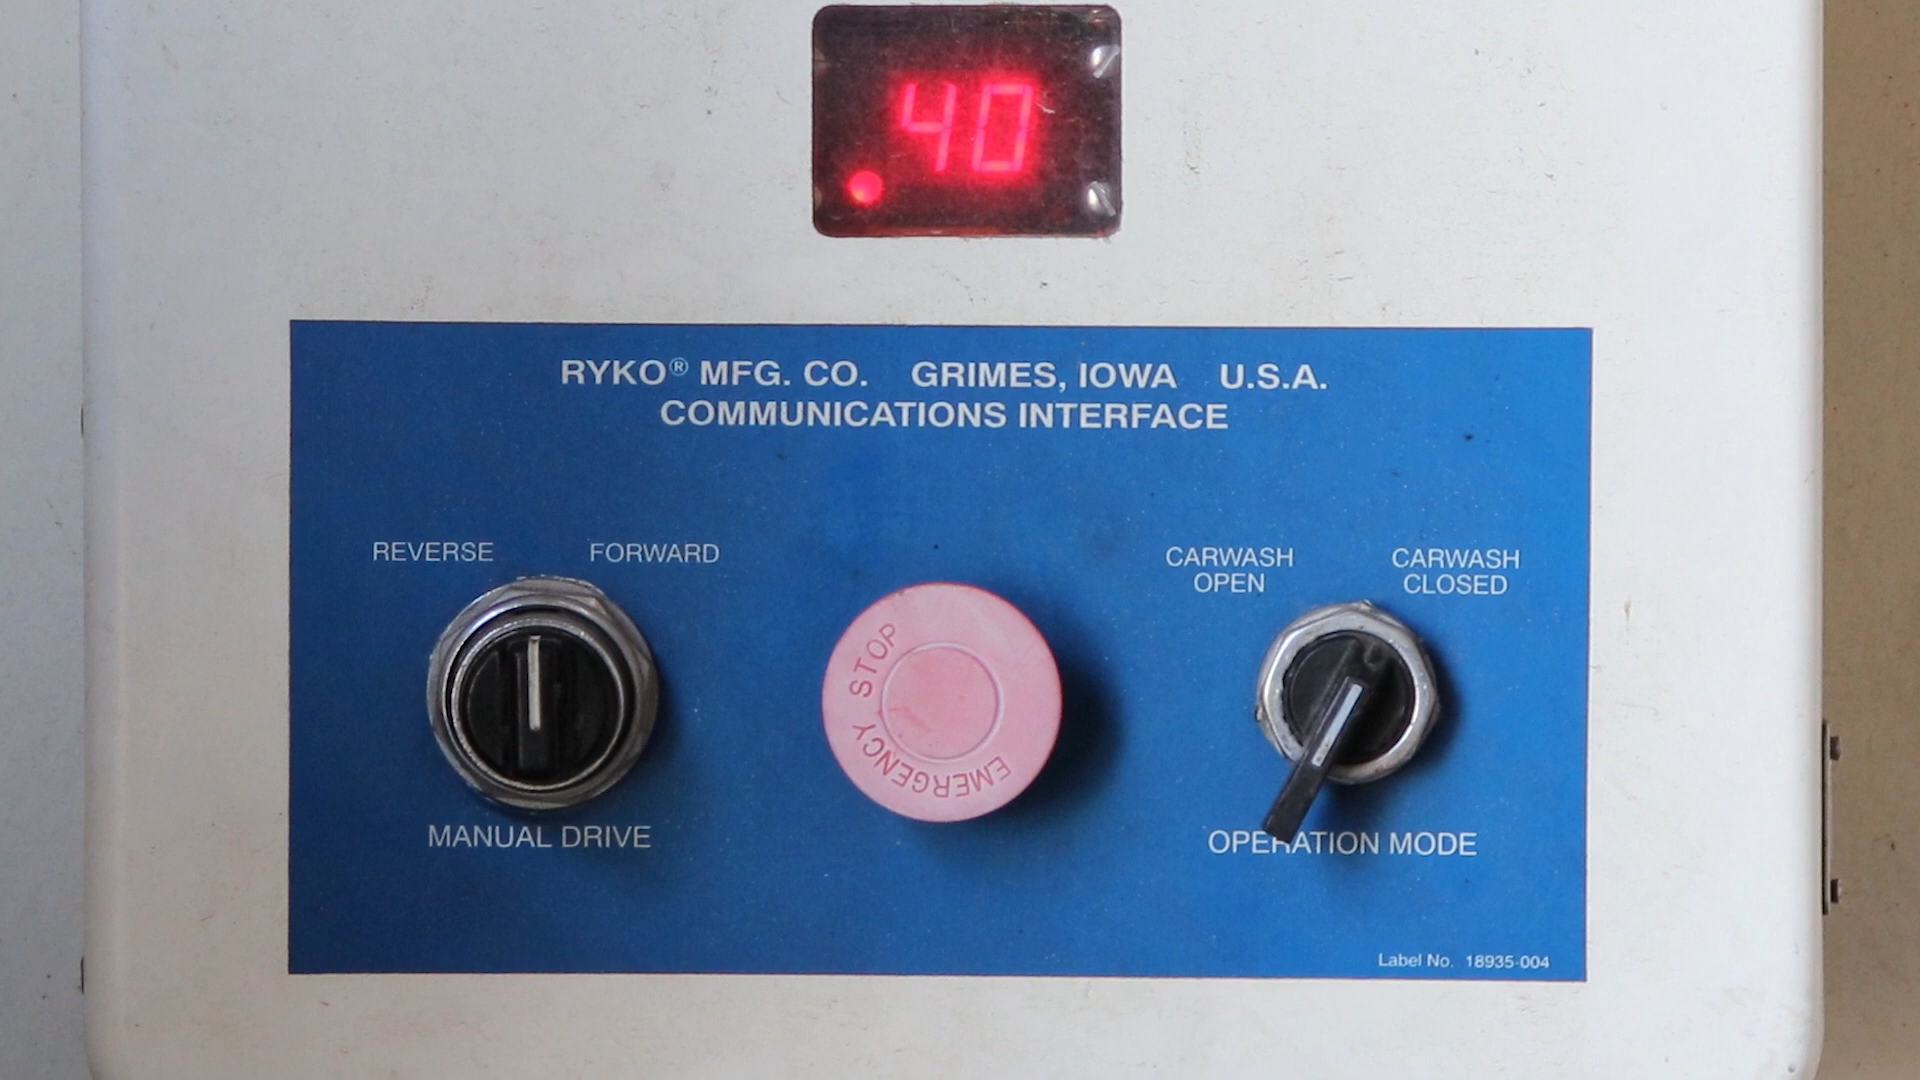 40
RYKO® MFG. CO. GRIMES, IOWA U.S.A.
COMMUNICATIONS INTERFACE
REVERSE FORWARD
CARWASH OPEN
CARWASH CLOSED
EMERGENCY STOP
MANUAL DRIVE
OPERATION MODE
Label No. 18935-004